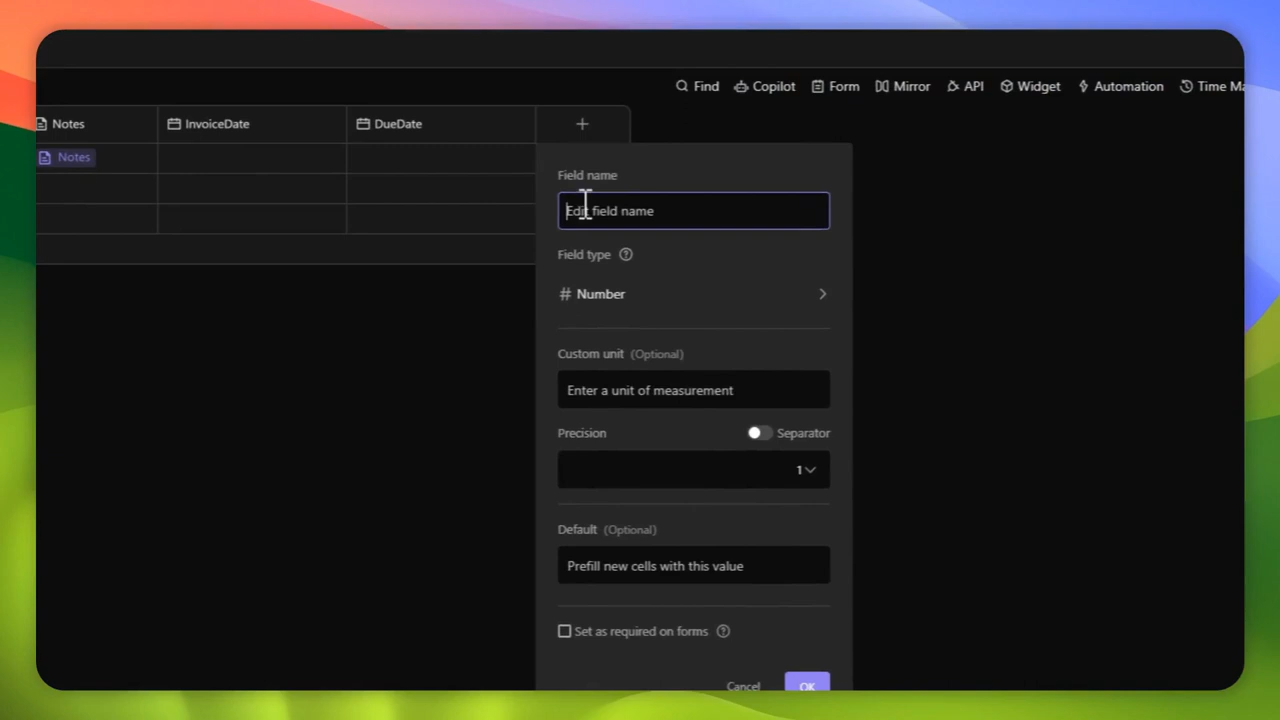 Find Copilot Form Mirror API Widget Automation Time Ma
Notes InvoiceDate DueDate +
Notes
Field name
Edit field name
Field type
# Number
Custom unit (Optional)
Enter a unit of measurement
Precision Separator
1
Default (Optional)
Prefill new cells with this value
Set as required on forms
Cancel OK